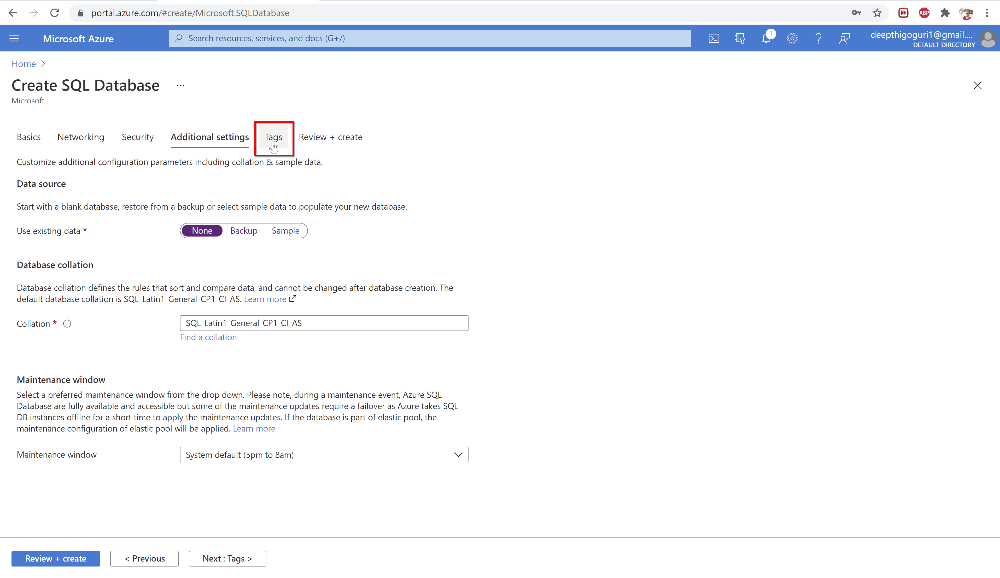 portal.azure.com/#create/Microsoft.SQLDatabase
ABP
Microsoft Azure
Search resources, services, and docs (G+/)
1
deepthigoguri1@gmail....
DEFAULT DIRECTORY
Home >
Create SQL Database ...
Microsoft
Basics Networking Security Additional settings Tags Review + create
Customize additional configuration parameters including collation & sample data.
Data source
Start with a blank database, restore from a backup or select sample data to populate your new database.
Use existing data * None Backup Sample
Database collation
Database collation defines the rules that sort and compare data, and cannot be changed after database creation. The
default database collation is SQL_Latin1_General_CP1_CI_AS. Learn more
Collation * SQL_Latin1_General_CP1_CI_AS
Find a collation
Maintenance window
Select a preferred maintenance window from the drop down. Please note, during a maintenance event, Azure SQL
Database are fully available and accessible but some of the maintenance updates require a failover as Azure takes SQL
DB instances offline for a short time to apply the maintenance updates. If the database is part of elastic pool, the
maintenance configuration of elastic pool will be applied. Learn more
Maintenance window System default (5pm to 8am)
Review + create < Previous Next : Tags >